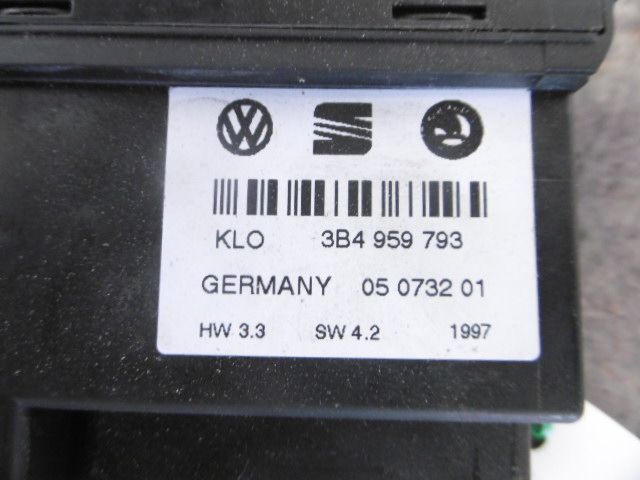 KLO 3B4 959 793
GERMANY 05 0732 01
HW 3.3 SW 4.2 1997